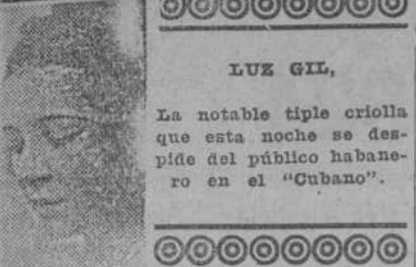 LUZ GIL,
La notable tiple criolla
que esta noche se des-
pide del público habane-
ro en el "Cubano".